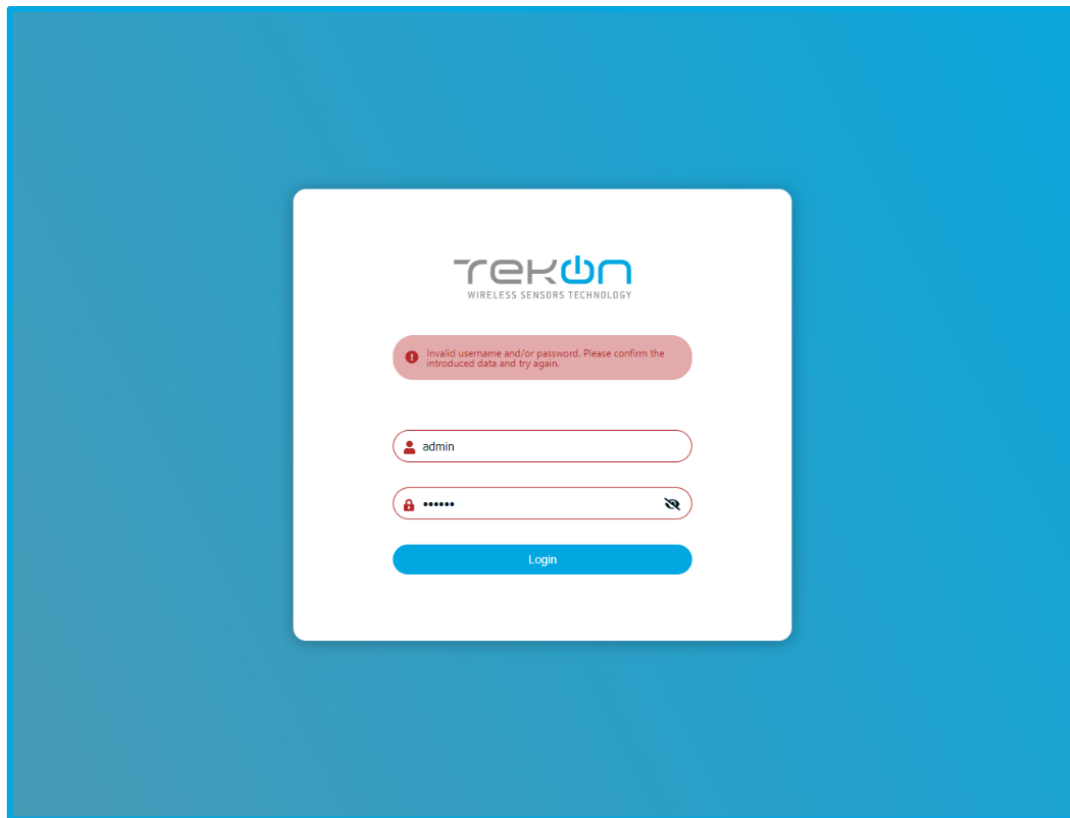 TEKON
WIRELESS SENSORS TECHNOLOGY
Invalid username and/or password. Please confirm the
introduced data and try again.
admin
••••••
Login